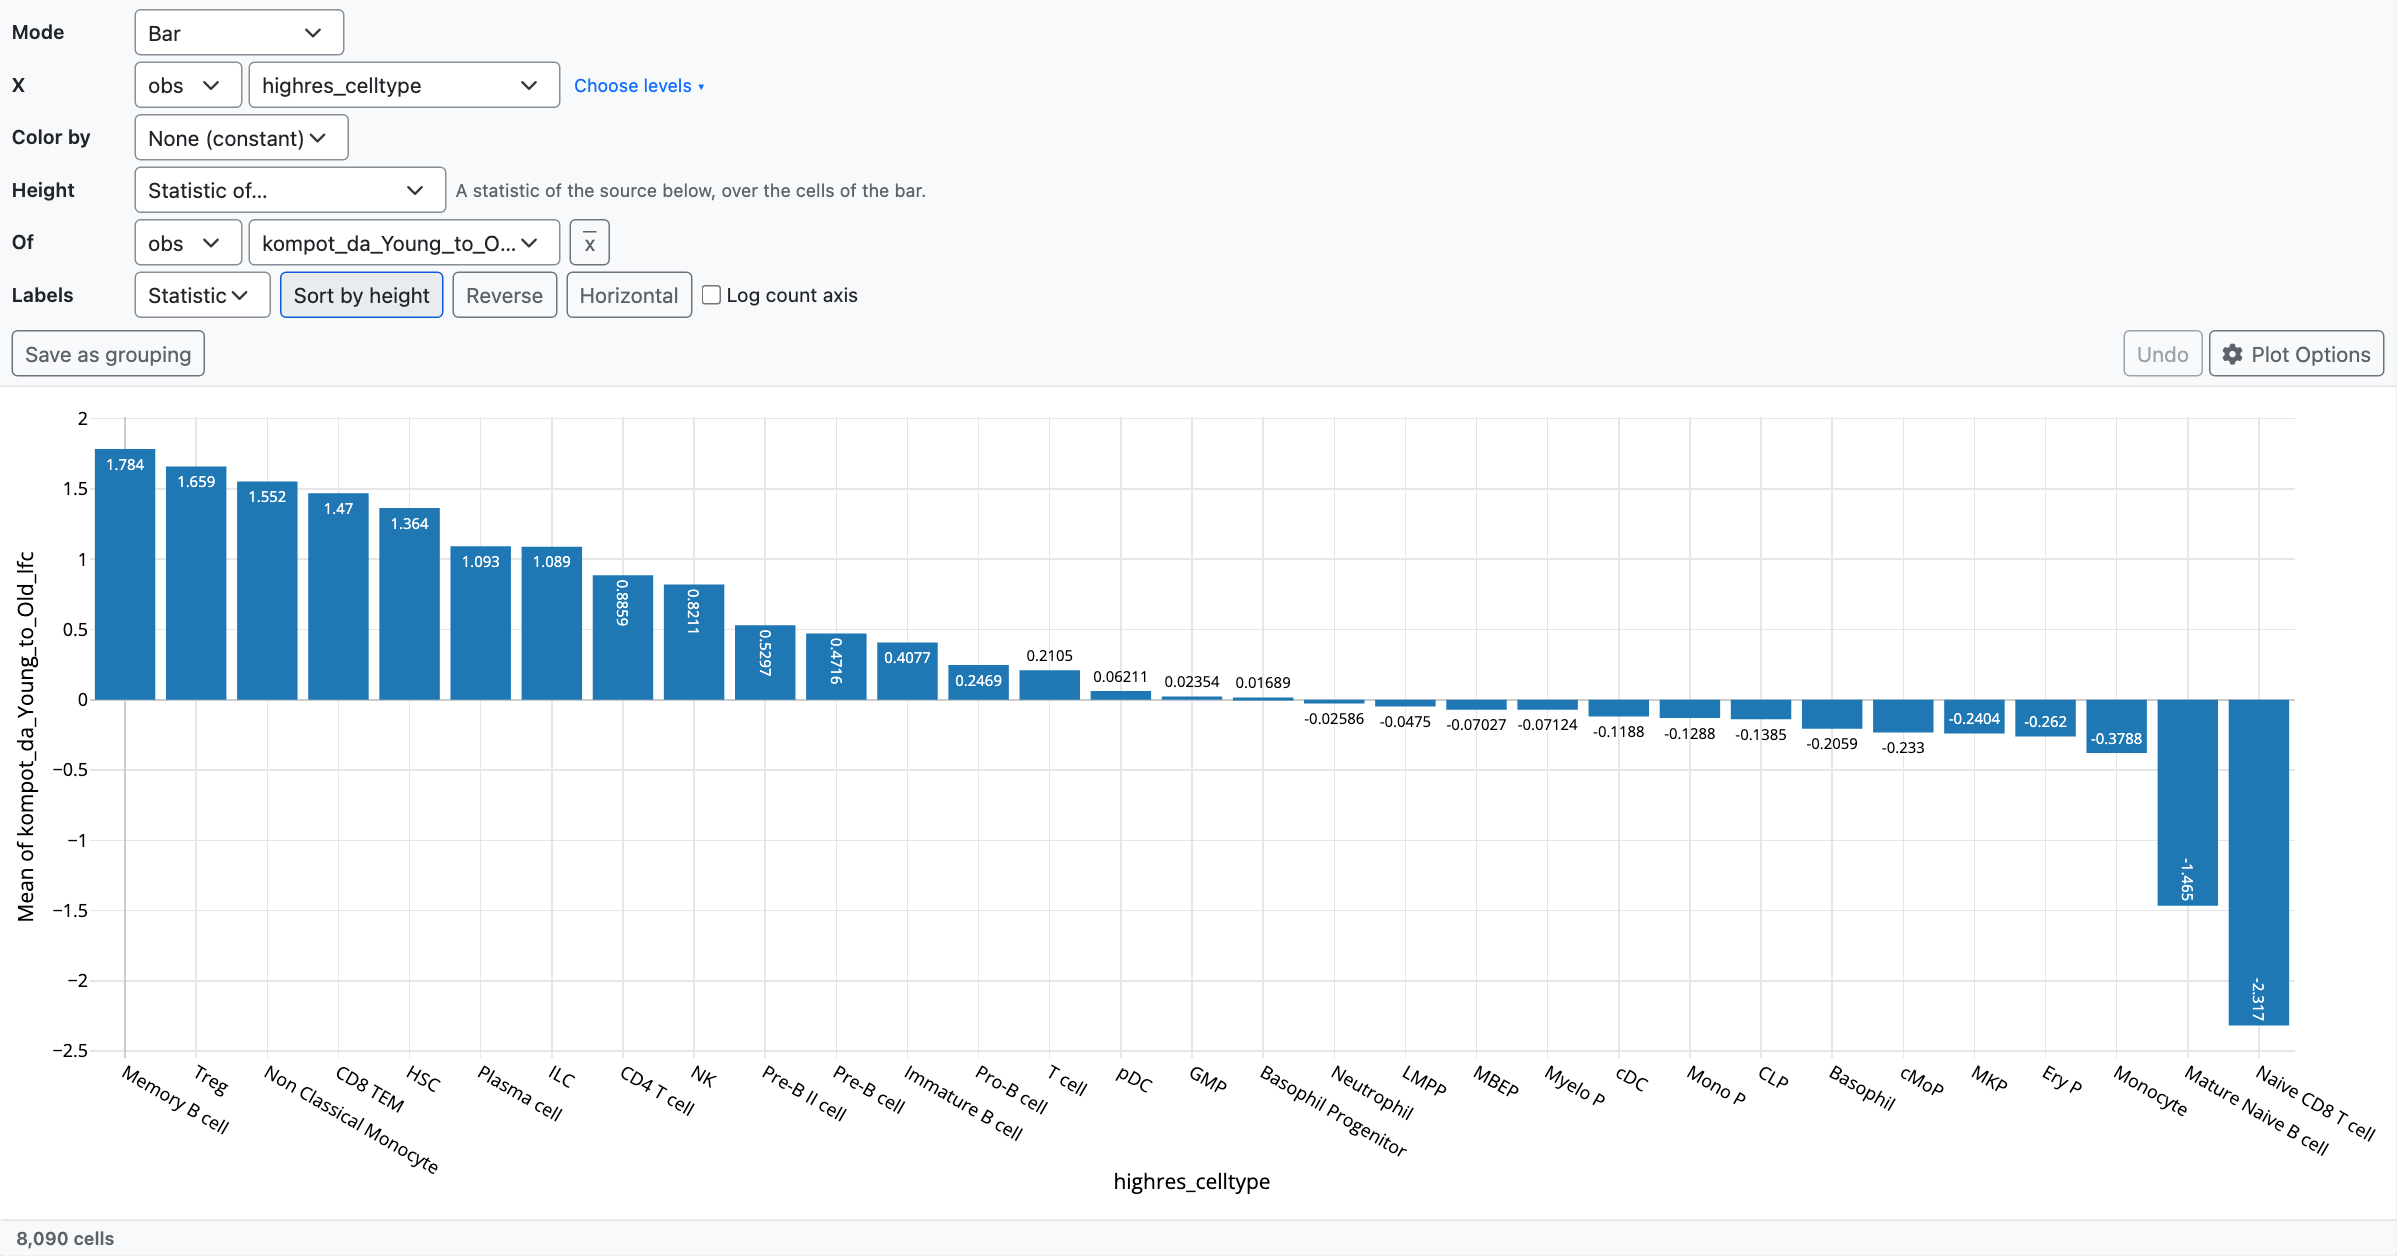 Mode Bar
X obs highres_celltype Choose levels ▾
Color by None (constant)
Height Statistic of... A statistic of the source below, over the cells of the bar.
Of obs kompot_da_Young_to_O... x̄
Labels Statistic Sort by height Reverse Horizontal Log count axis
Save as grouping Undo Plot Options
Mean of kompot_da_Young_to_Old_lfc
2
1.5
1
0.5
0
−0.5
−1
−1.5
−2
−2.5
1.784 1.659 1.552 1.47 1.364 1.093 1.089 0.8859 0.8211 0.5297 0.4716 0.4077 0.2469 0.2105 0.06211 0.02354 0.01689 -0.02586 -0.0475 -0.07027 -0.07124 -0.1188 -0.1288 -0.1385 -0.2059 -0.233 -0.2404 -0.262 -0.3788 -1.465 -2.317
Memory B cell
Treg
Non Classical Monocyte
CD8 TEM
HSC
Plasma cell
ILC
CD4 T cell
NK
Pre-B II cell
Pre-B cell
Immature B cell
Pro-B cell
T cell
pDC
GMP
Basophil Progenitor
Neutrophil
LMPP
MBEP
Myelo P
cDC
Mono P
CLP
Basophil
cMoP
MKP
Ery P
Monocyte
Mature Naive B cell
Naive CD8 T cell
highres_celltype
8,090 cells